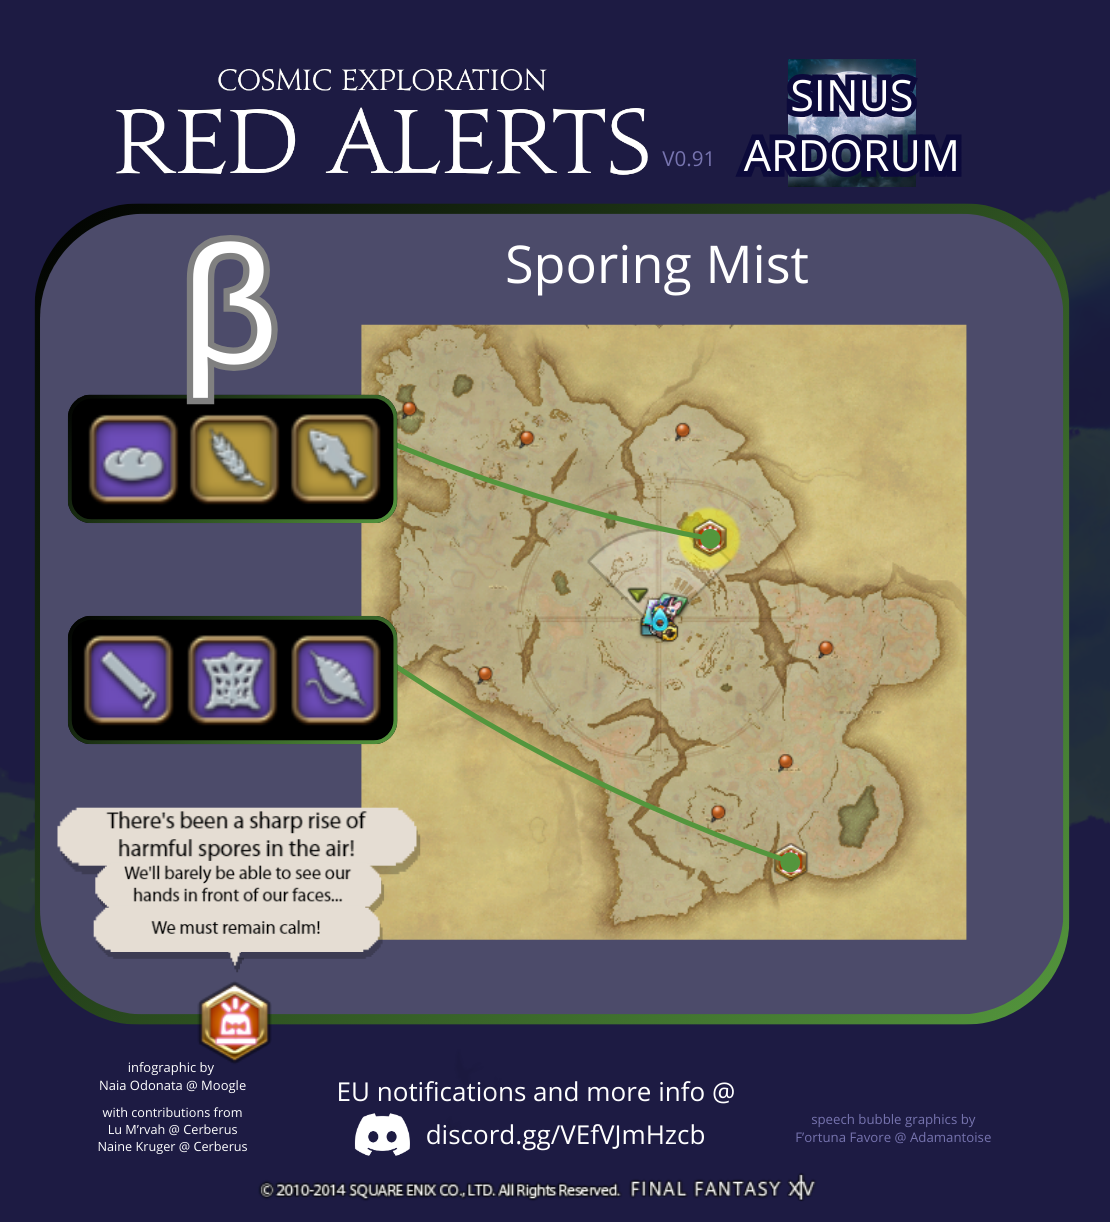 COSMIC EXPLORATION
RED ALERTS
V0.91
SINUS
ARDORUM
β
Sporing Mist
There's been a sharp rise of
harmful spores in the air!
We'll barely be able to see our
hands in front of our faces...
We must remain calm!
infographic by
Naia Odonata @ Moogle
with contributions from
Lu M'rvah @ Cerberus
Naine Kruger @ Cerberus
EU notifications and more info @
discord.gg/VEfVJmHzcb
speech bubble graphics by
F'ortuna Favore @ Adamantoise
© 2010-2014 SQUARE ENIX CO., LTD. All Rights Reserved. FINAL FANTASY XIV